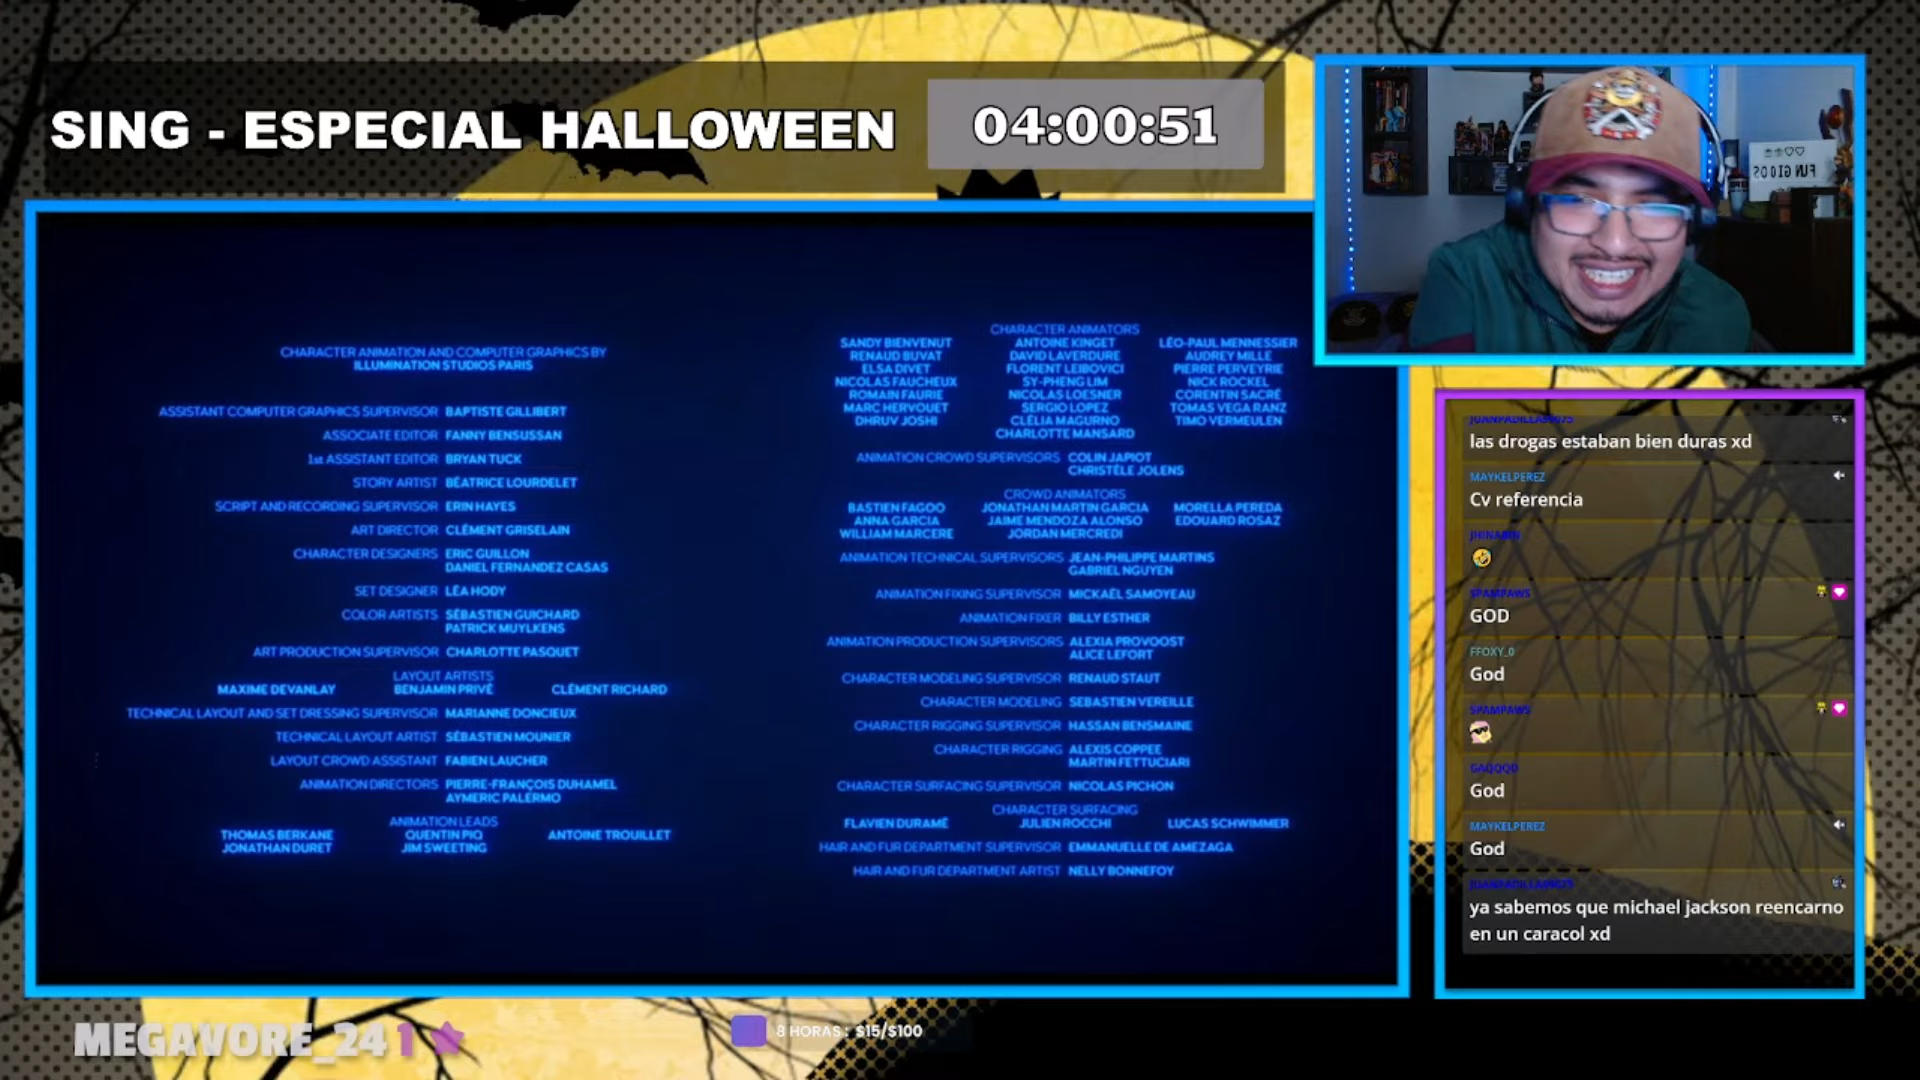 SING - ESPECIAL HALLOWEEN
04:00:51
FUN GIOOS
CHARACTER ANIMATION AND COMPUTER GRAPHICS BY
ILLUMINATION STUDIOS PARIS
ASSISTANT COMPUTER GRAPHICS SUPERVISOR BAPTISTE GILLIBERT
ASSOCIATE EDITOR FANNY BENSUSSAN
1st ASSISTANT EDITOR BRYAN TUCK
STORY ARTIST BÉATRICE LOURDELET
SCRIPT AND RECORDING SUPERVISOR ERIN HAYES
ART DIRECTOR CLÉMENT GRISELAIN
CHARACTER DESIGNERS ERIC GUILLON
DANIEL FERNANDEZ CASAS
SET DESIGNER LÉA HODY
COLOR ARTISTS SÉBASTIEN GUICHARD
PATRICK MUYLKENS
ART PRODUCTION SUPERVISOR CHARLOTTE PASQUET
LAYOUT ARTISTS
MAXIME DEVANLAY BENJAMIN PRIVÉ CLÉMENT RICHARD
TECHNICAL LAYOUT AND SET DRESSING SUPERVISOR MARIANNE DONCIEUX
TECHNICAL LAYOUT ARTIST SÉBASTIEN MOUNIER
LAYOUT CROWD ASSISTANT FABIEN LAUCHER
ANIMATION DIRECTORS PIERRE-FRANÇOIS DUHAMEL
AYMERIC PALERMO
ANIMATION LEADS
THOMAS BERKANE QUENTIN PIQ ANTOINE TROUILLET
JONATHAN DURET JIM SWEETING
CHARACTER ANIMATORS
SANDY BIENVENUT ANTOINE KINGET LÉO-PAUL MENNESSIER
RENAUD BUVAT DAVID LAVERDURE AUDREY MILLE
ELSA DIVET FLORENT LEIBOVICI PIERRE PERVEYRIE
NICOLAS FAUCHEUX SY-PHENG LIM NICK ROCKEL
ROMAIN FAURIE NICOLAS LOESNER CORENTIN SACRÉ
MARC HERVOUET SERGIO LOPEZ TOMAS VEGA RANZ
DHRUV JOSHI CLÉLIA MAGURNO TIMO VERMEULEN
CHARLOTTE MANSARD
ANIMATION CROWD SUPERVISORS COLIN JAPIOT
CHRISTÈLE JOLENS
CROWD ANIMATORS
BASTIEN FAGOO JONATHAN MARTIN GARCIA MORELLA PEREDA
ANNA GARCIA JAIME MENDOZA ALONSO EDOUARD ROSAZ
WILLIAM MARCERE JORDAN MERCREDI
ANIMATION TECHNICAL SUPERVISORS JEAN-PHILIPPE MARTINS
GABRIEL NGUYEN
ANIMATION FIXING SUPERVISOR MICKAËL SAMOYEAU
ANIMATION FIXER BILLY ESTHER
ANIMATION PRODUCTION SUPERVISORS ALEXIA PROVOOST
ALICE LEFORT
CHARACTER MODELING SUPERVISOR RENAUD STAUT
CHARACTER MODELING SEBASTIEN VEREILLE
CHARACTER RIGGING SUPERVISOR HASSAN BENSMAINE
CHARACTER RIGGING ALEXIS COPPEE
MARTIN FETTUCIARI
CHARACTER SURFACING SUPERVISOR NICOLAS PICHON
CHARACTER SURFACING
FLAVIEN DURAMÉ JULIEN ROCCHI LUCAS SCHWIMMER
HAIR AND FUR DEPARTMENT SUPERVISOR EMMANUELLE DE AMEZAGA
HAIR AND FUR DEPARTMENT ARTIST NELLY BONNEFOY
las drogas estaban bien duras xd
MAYKELPEREZ
Cv referencia
SPAMPAWS
GOD
FFOXY_0
God
SPAMPAWS
GAQQQD
God
MAYKELPEREZ
God
ya sabemos que michael jackson reencarno
en un caracol xd
MEGAVORE_24 1
8 HORAS : $15/$100